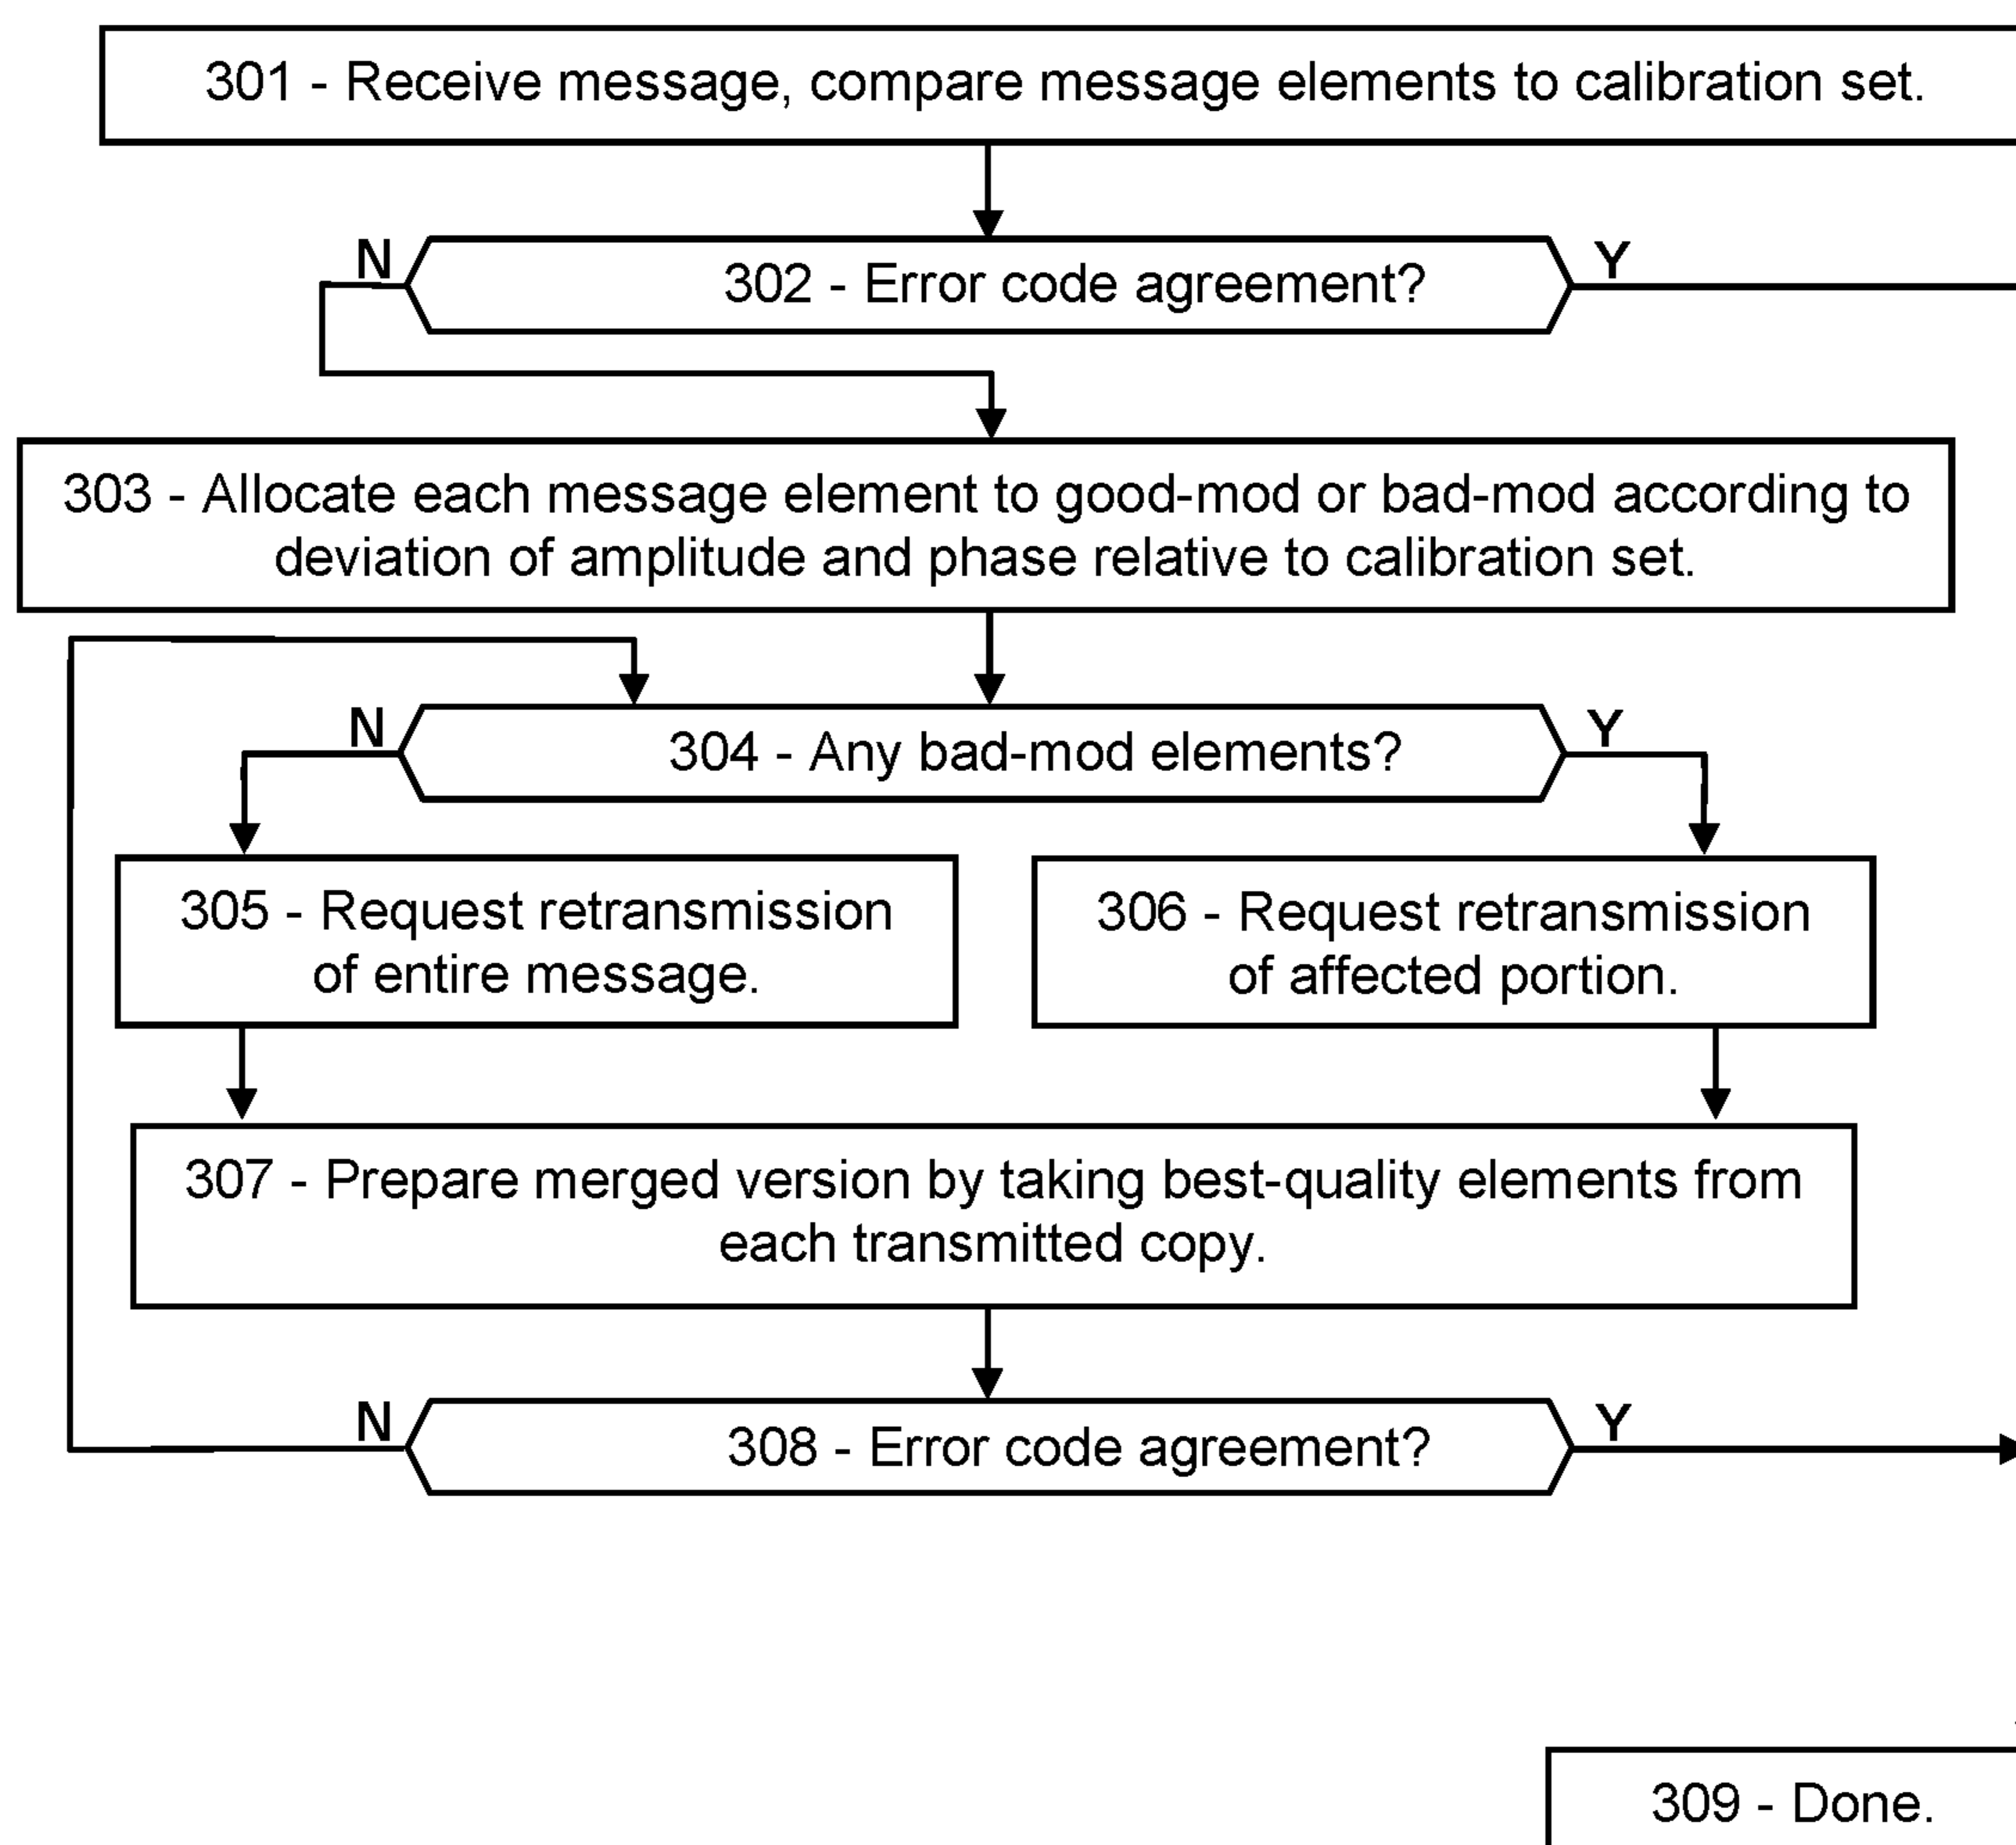 301 - Receive message, compare message elements to calibration set.
N
302 - Error code agreement?
Y
303 - Allocate each message element to good-mod or bad-mod according to
deviation of amplitude and phase relative to calibration set.
N
304 - Any bad-mod elements?
Y
305 - Request retransmission
of entire message.
306 - Request retransmission
of affected portion.
307 - Prepare merged version by taking best-quality elements from
each transmitted copy.
N
308 - Error code agreement?
Y
309 - Done.